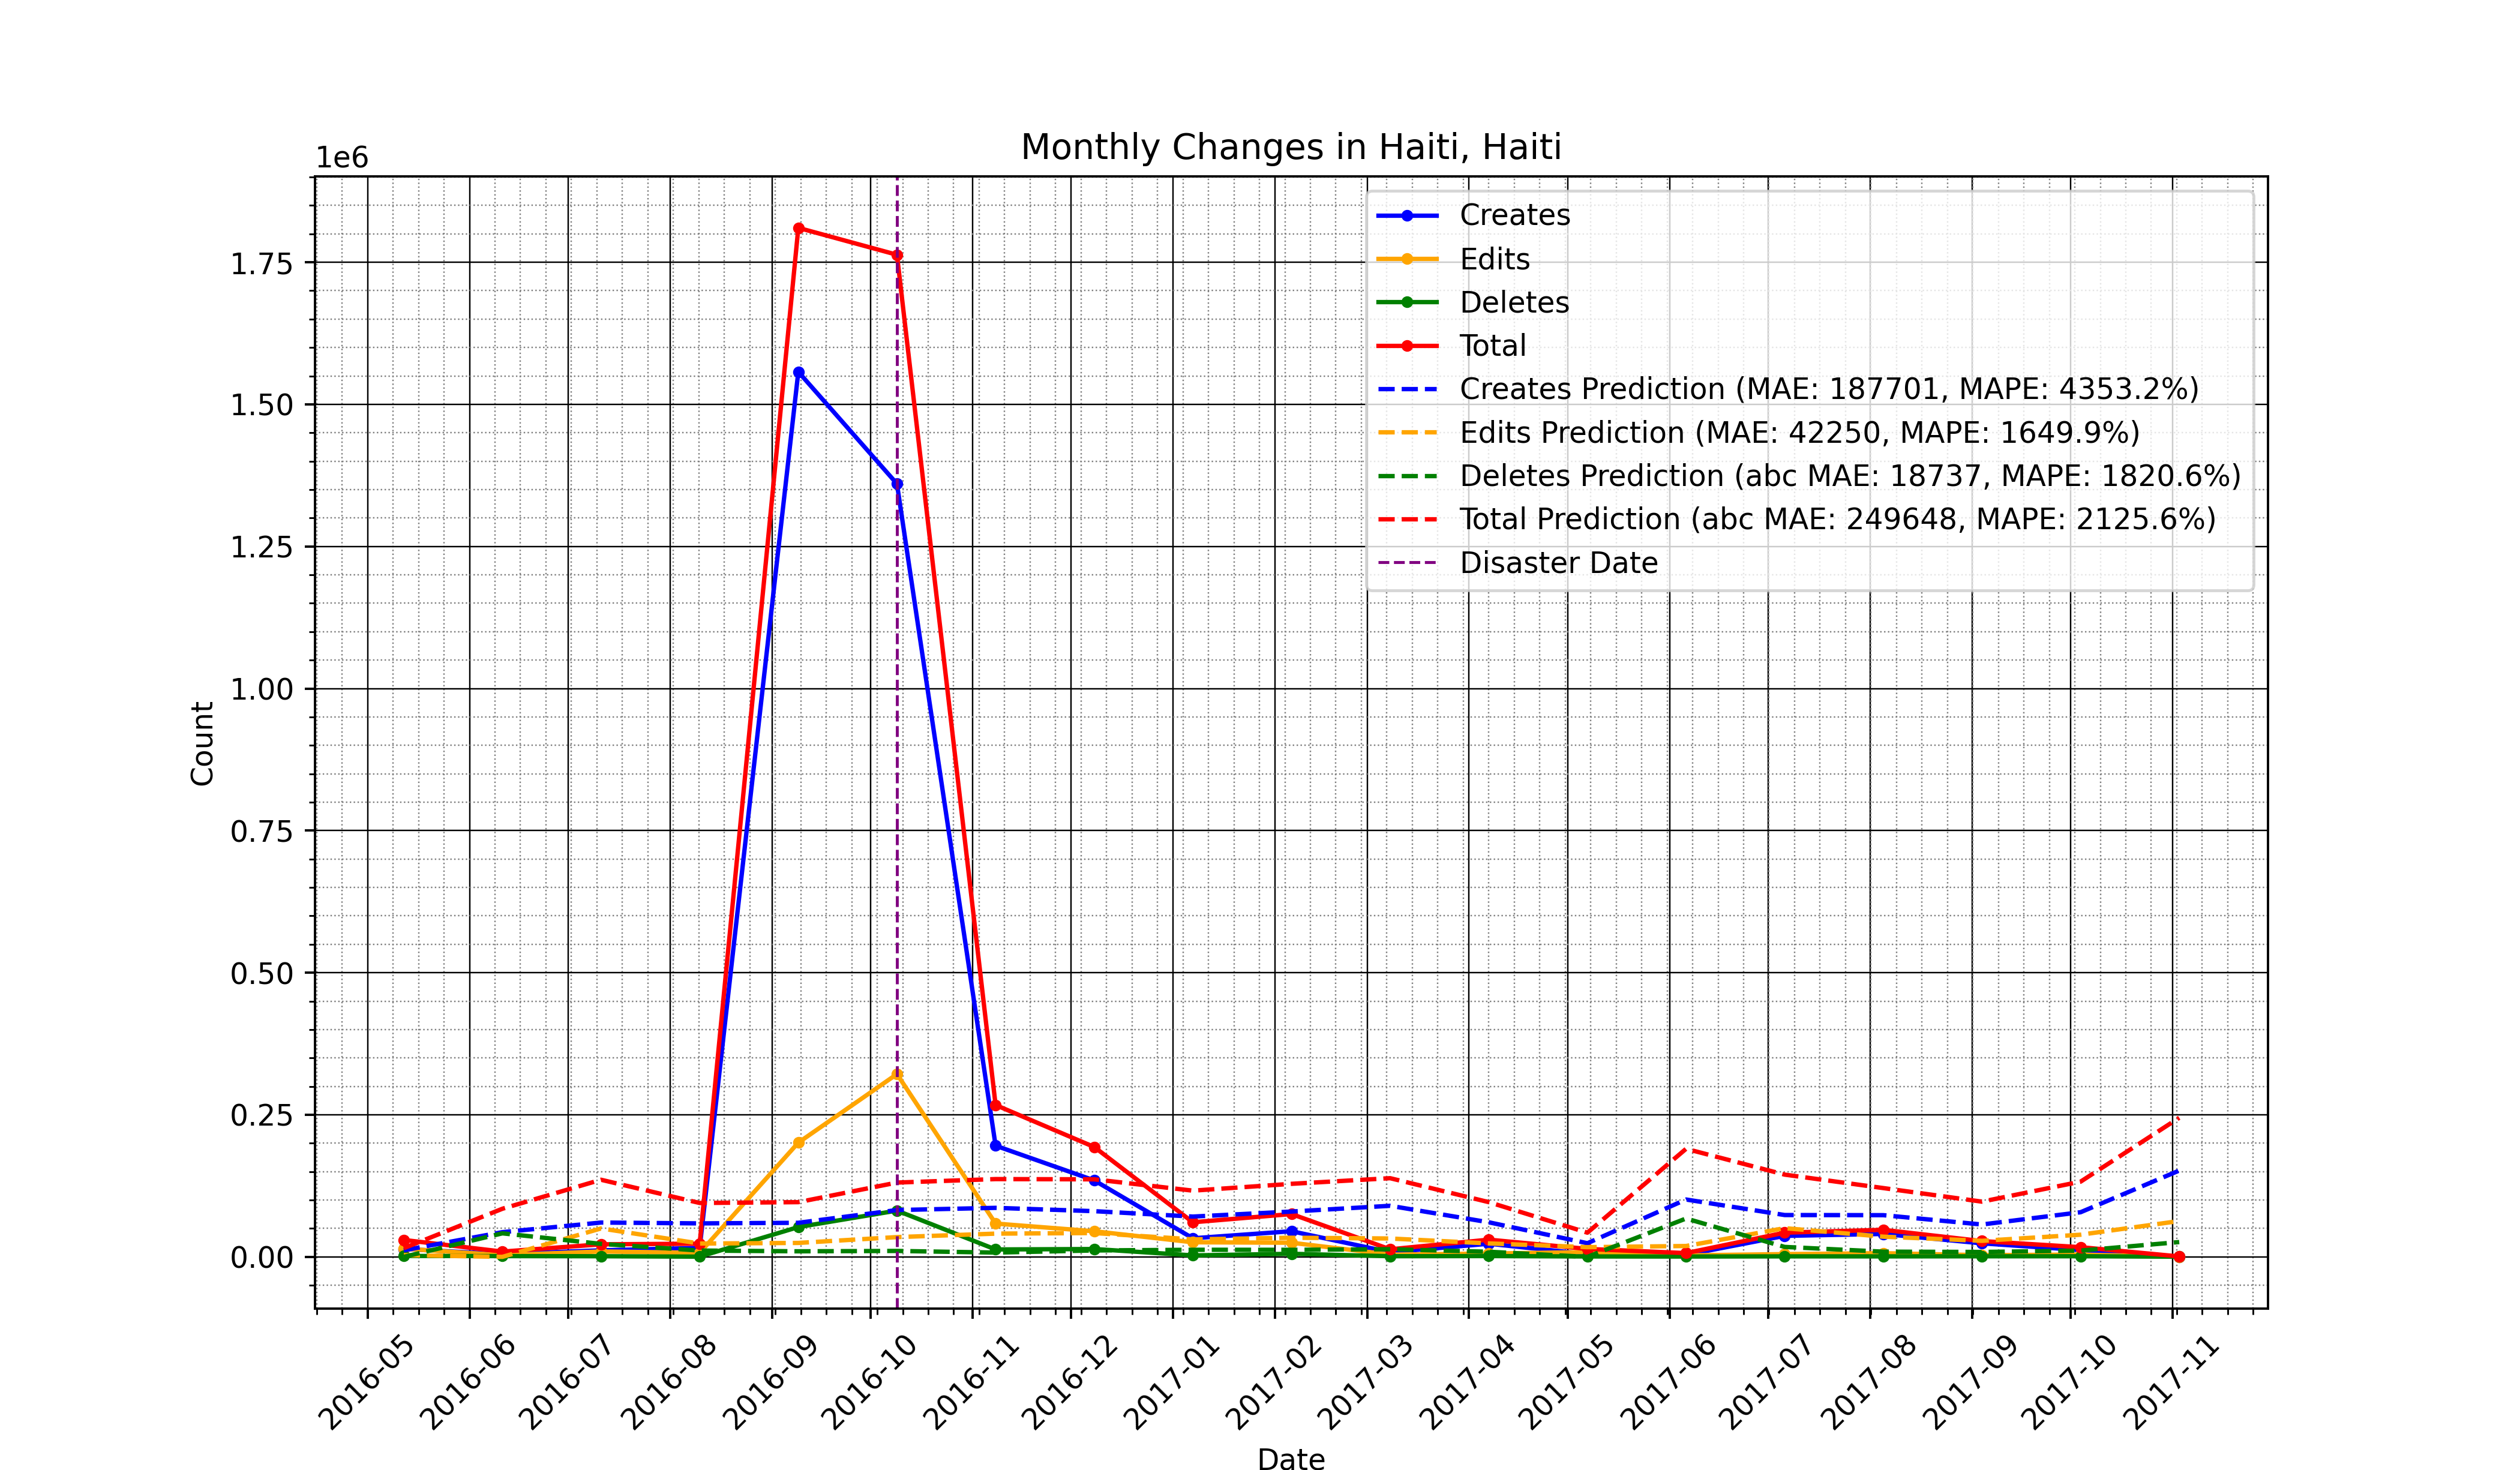 Monthly Changes in Haiti, Haiti
1e6
1.75
1.50
1.25
1.00
0.75
0.50
0.25
0.00
Count
Creates
Edits
Deletes
Total
Creates Prediction (MAE: 187701, MAPE: 4353.2%)
Edits Prediction (MAE: 42250, MAPE: 1649.9%)
Deletes Prediction (abc MAE: 18737, MAPE: 1820.6%)
Total Prediction (abc MAE: 249648, MAPE: 2125.6%)
Disaster Date
2016-05
2016-06
2016-07
2016-08
2016-09
2016-10
2016-11
2016-12
2017-01
2017-02
2017-03
2017-04
2017-05
2017-06
2017-07
2017-08
2017-09
2017-10
2017-11
Date